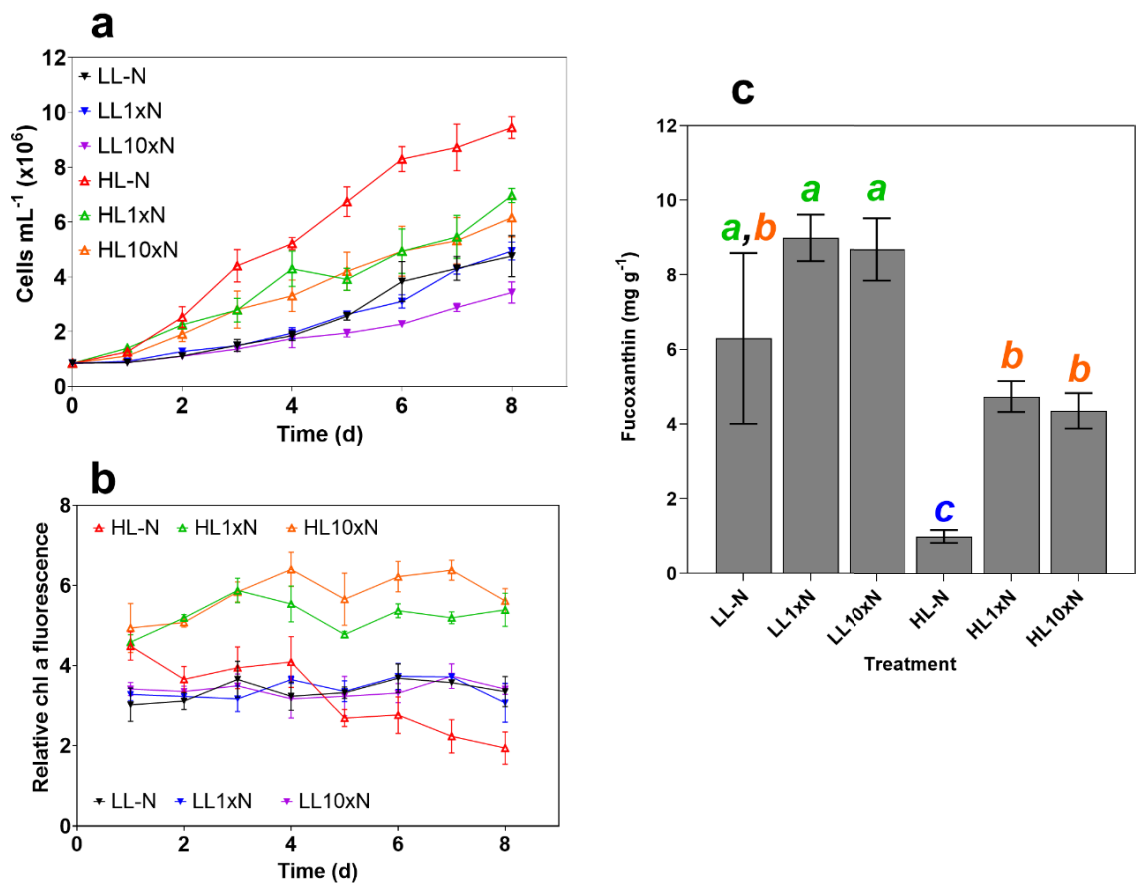 a
12
10
8
6
4
2
0
Cells mL⁻¹ (x10⁶)
LL-N
LL1xN
LL10xN
HL-N
HL1xN
HL10xN
0 2 4 6 8
Time (d)
b
8
6
4
2
0
Relative chl a fluorescence
HL-N HL1xN HL10xN
LL-N LL1xN LL10xN
0 2 4 6 8
Time (d)
c
12
10
8
6
4
2
0
Fucoxanthin (mg g⁻¹)
a,b
a
a
c
b
b
LL-N
LL1xN
LL10xN
HL-N
HL1xN
HL10xN
Treatment